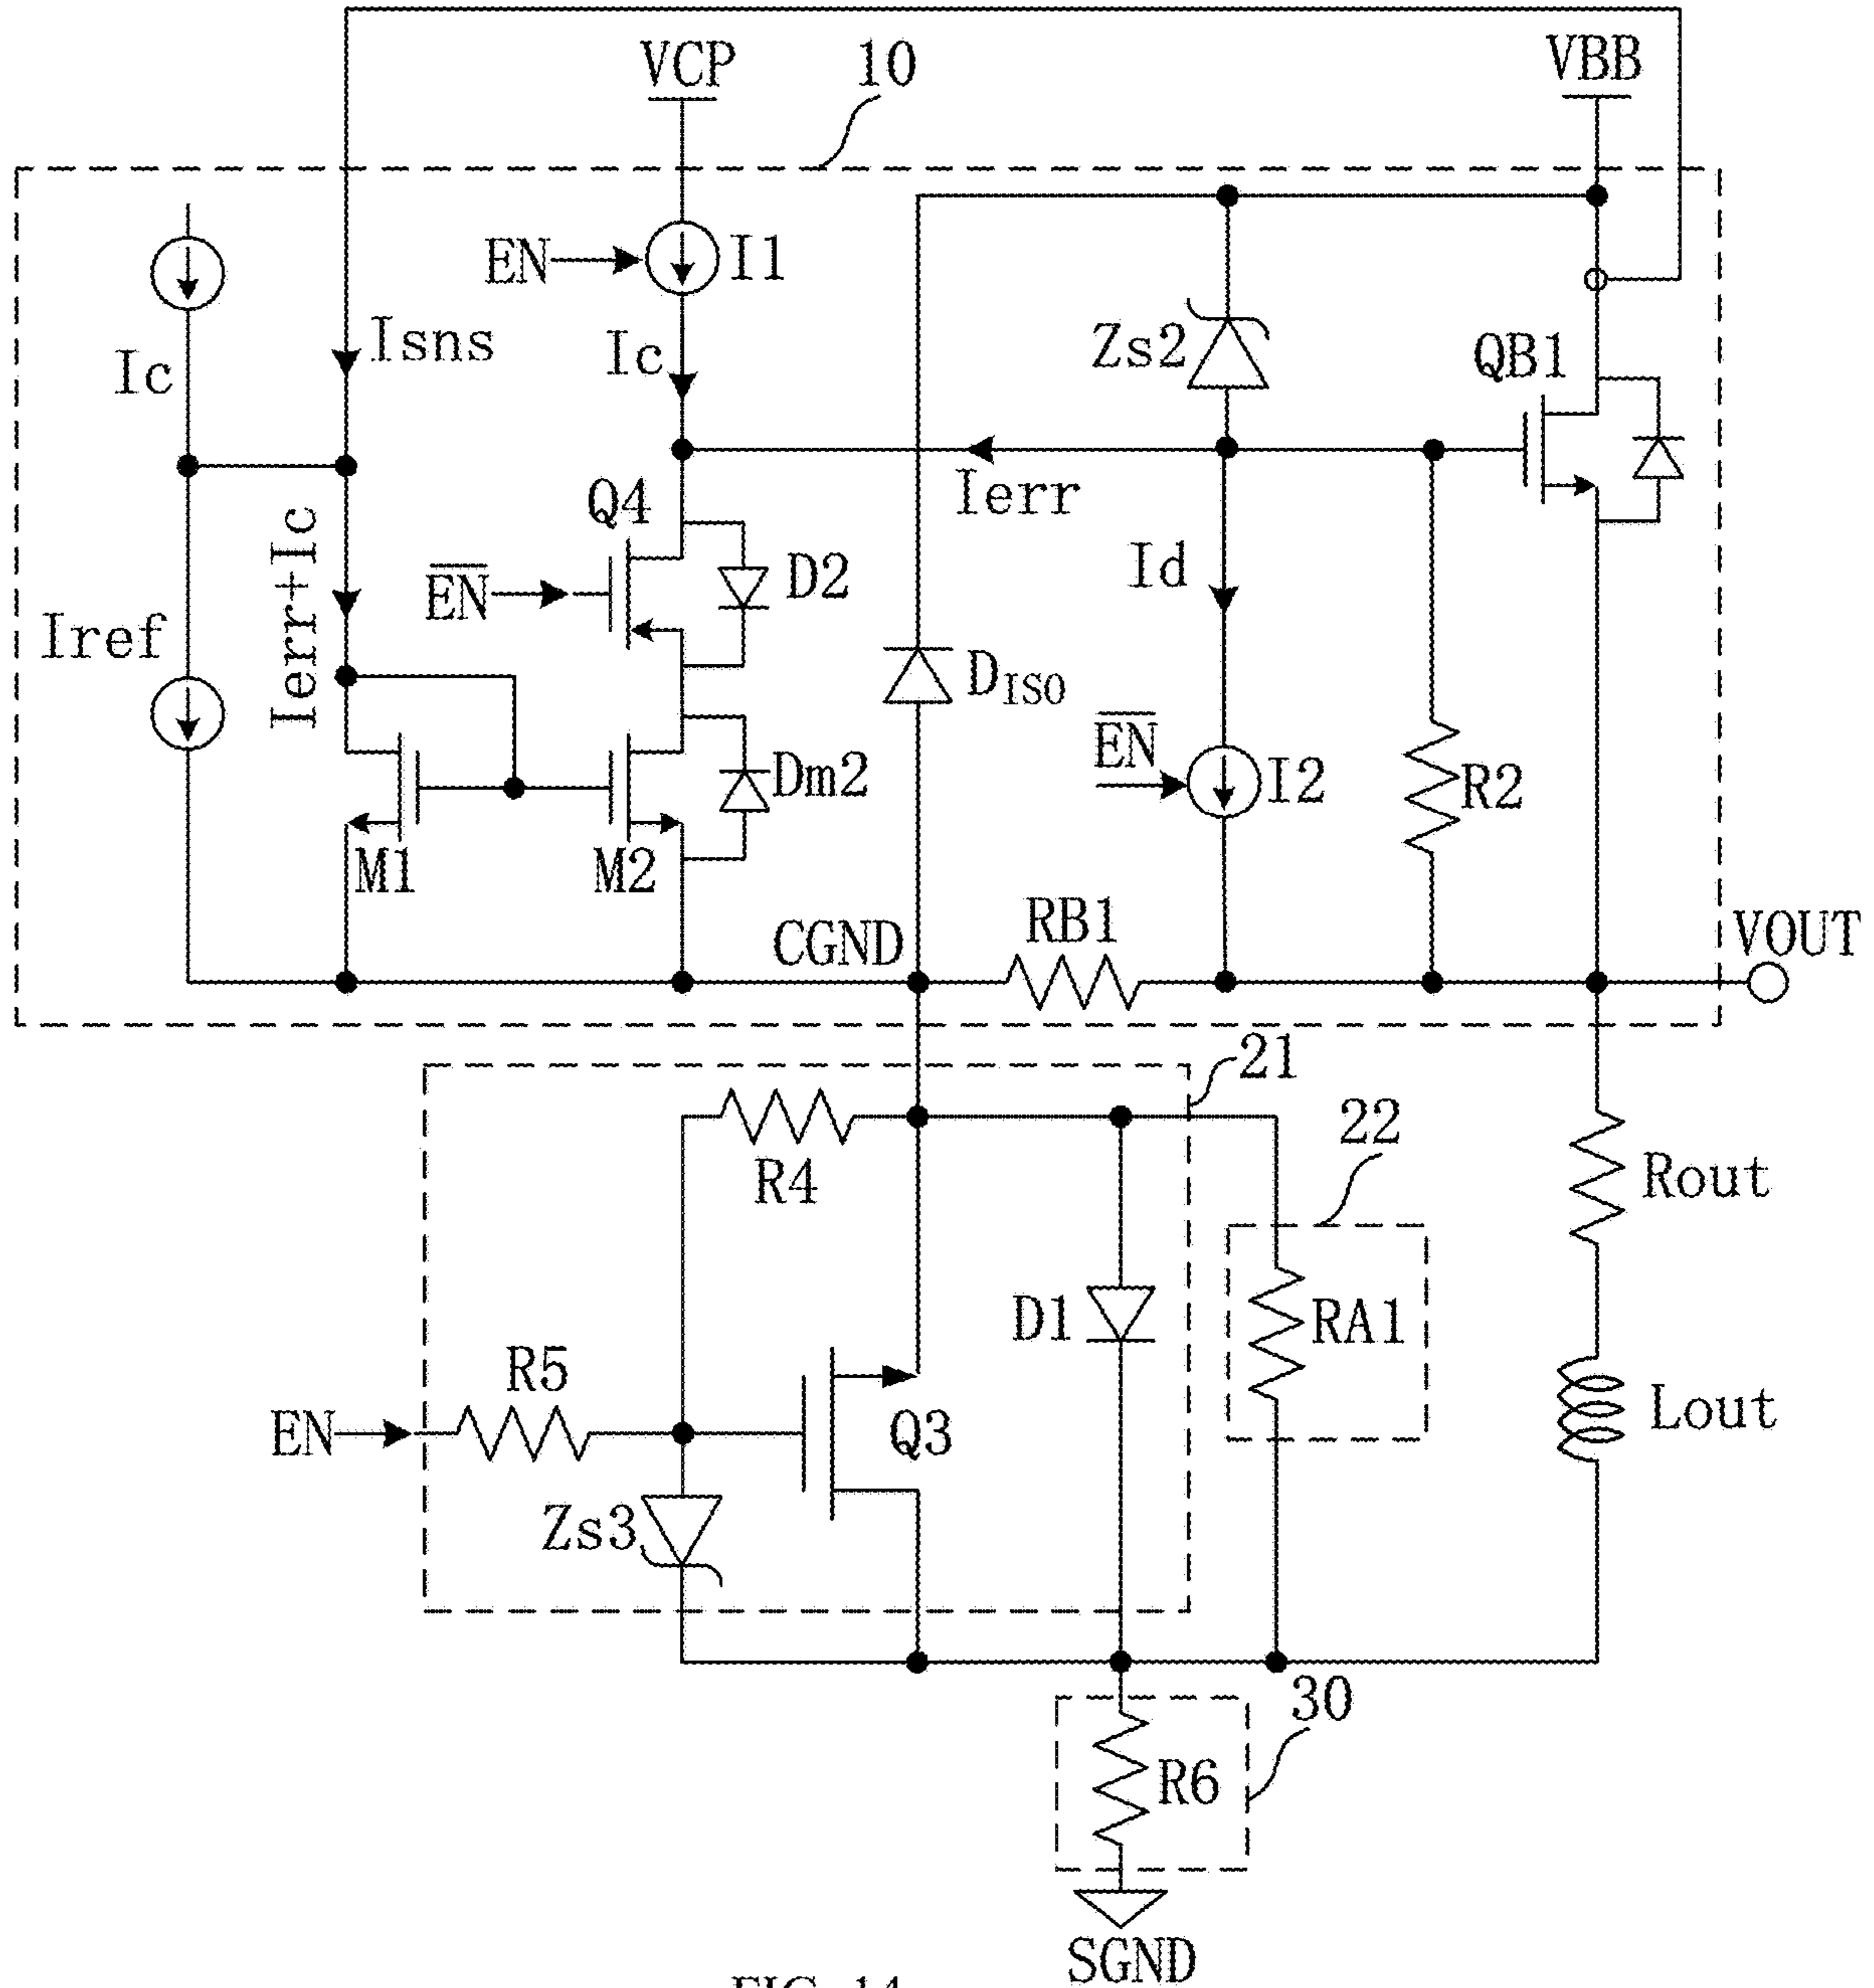 VCP
10
VBB
EN
I1
Ic
Isns
Ic
Zs2
QB1
Ierr
Q4
EN
D2
Id
Ierr+Ic
Iref
DISO
EN
I2
R2
Dm2
M1
M2
CGND
RB1
VOUT
21
22
R4
Rout
D1
RA1
R5
EN
Q3
Lout
Zs3
30
R6
SGND
FIG. 14